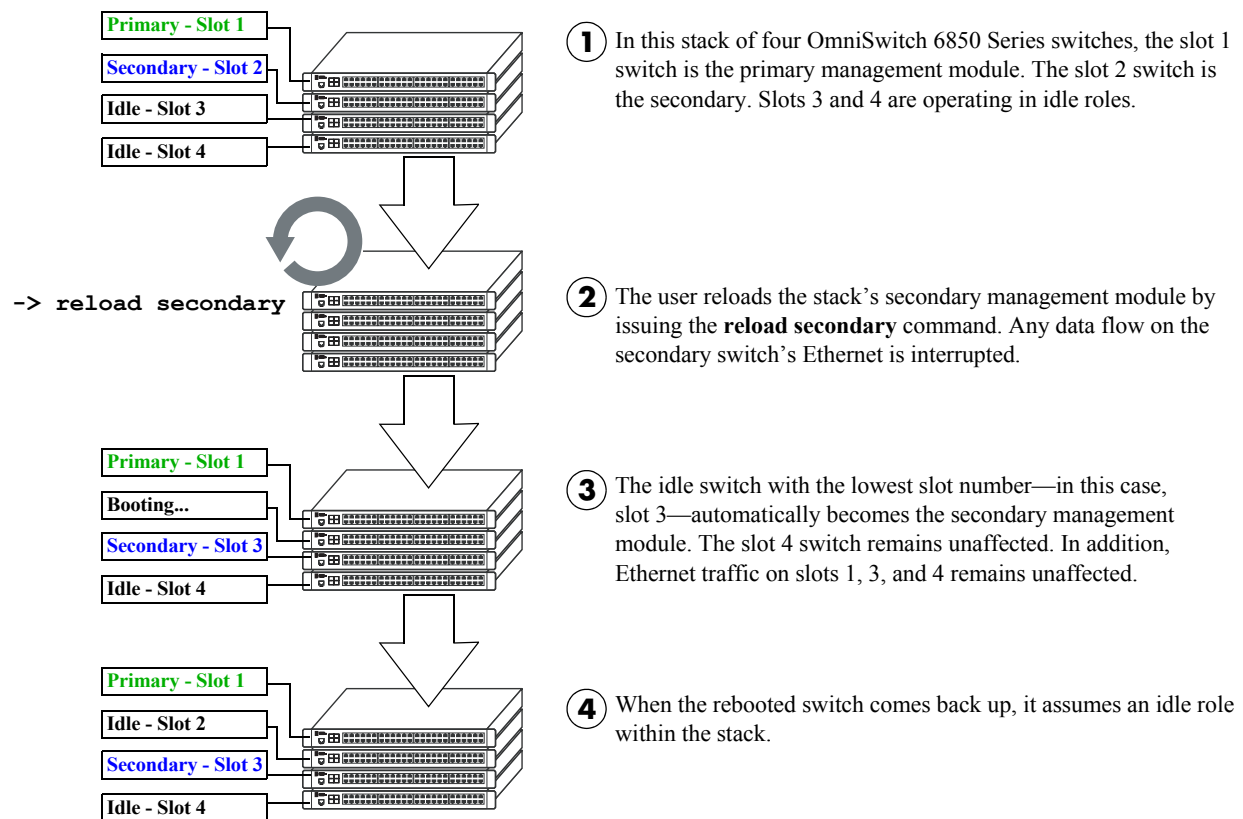 Primary - Slot 1
Secondary - Slot 2
Idle - Slot 3
Idle - Slot 4
1 In this stack of four OmniSwitch 6850 Series switches, the slot 1
switch is the primary management module. The slot 2 switch is
the secondary. Slots 3 and 4 are operating in idle roles.
-> reload secondary
2 The user reloads the stack’s secondary management module by
issuing the reload secondary command. Any data flow on the
secondary switch’s Ethernet is interrupted.
Primary - Slot 1
Booting...
Secondary - Slot 3
Idle - Slot 4
3 The idle switch with the lowest slot number—in this case,
slot 3—automatically becomes the secondary management
module. The slot 4 switch remains unaffected. In addition,
Ethernet traffic on slots 1, 3, and 4 remains unaffected.
Primary - Slot 1
Idle - Slot 2
Secondary - Slot 3
Idle - Slot 4
4 When the rebooted switch comes back up, it assumes an idle role
within the stack.